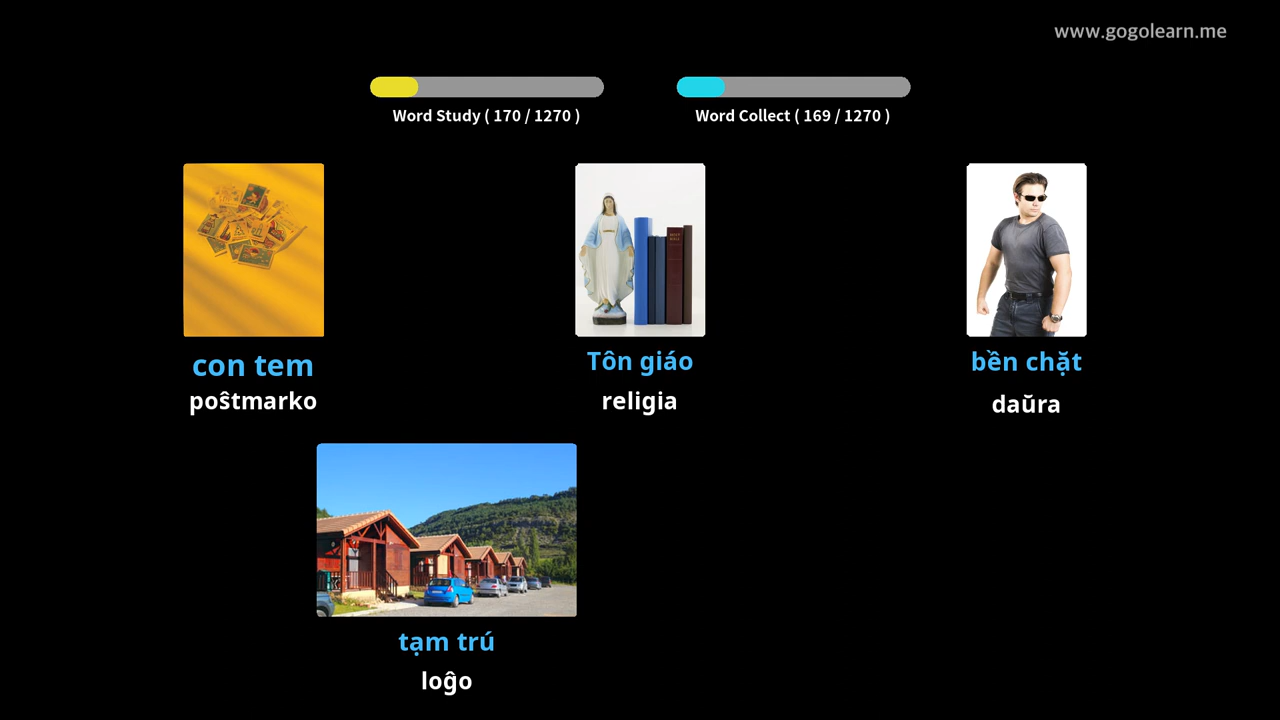 www.gogolearn.me
Word Study ( 170 / 1270 )
Word Collect ( 169 / 1270 )
con tem
poŝtmarko
Tôn giáo
religia
bền chặt
daŭra
tạm trú
loĝo